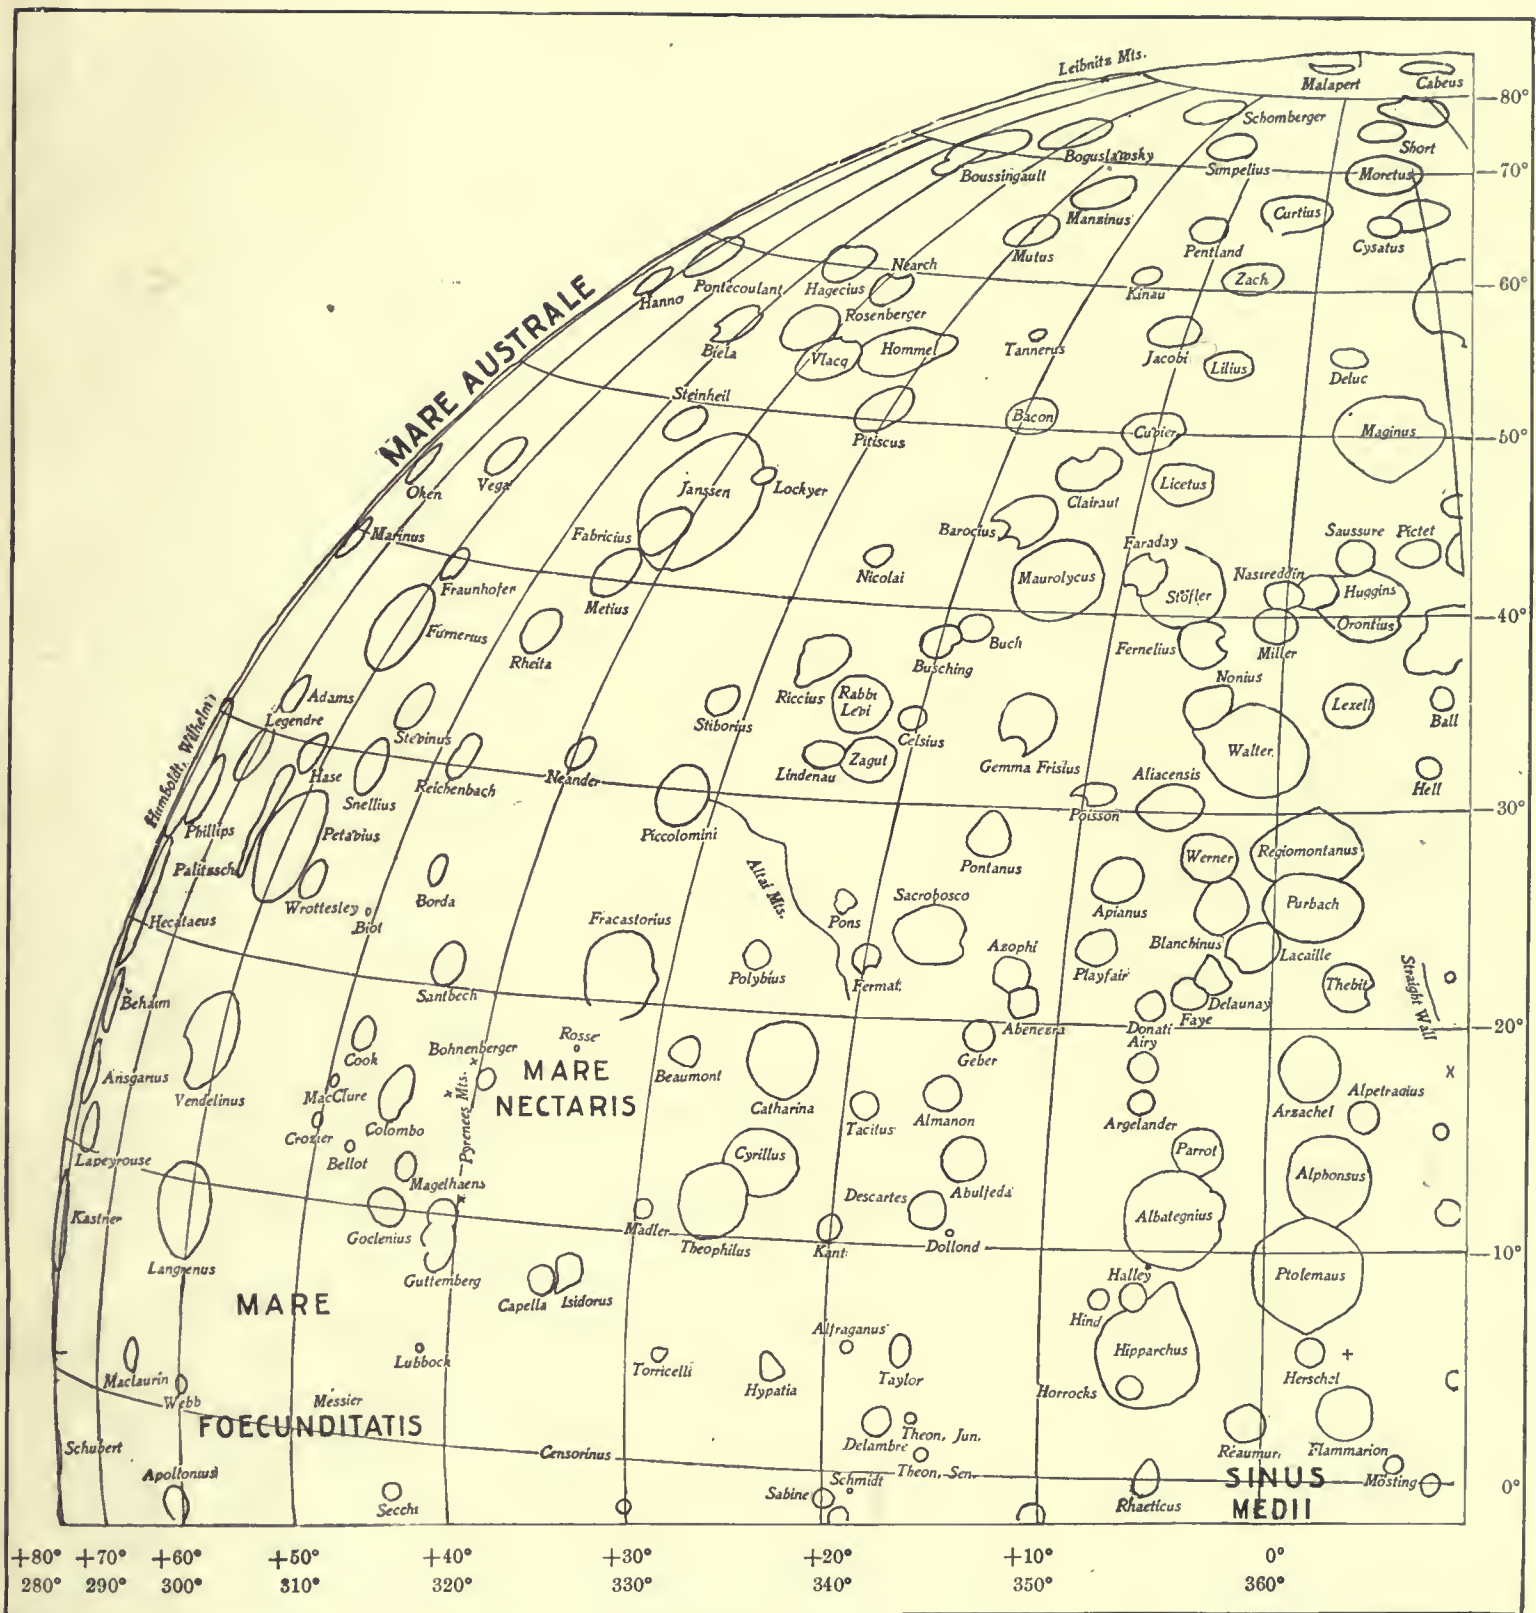 Leibnitz Mts.
Malapert
Cabeus
80°
Schomberger
Short
Boguslawsky
Simpelius
Moretus
70°
Boussingault
Manzinus
Curtius
Mutus
Pentland
Cysatus
Nearch
Zach
Pontécoulant
Hagecius
Kinau
60°
Hanno
Rosenberger
Biela
Vlacq
Hommel
Tannerus
Jacobi
Lilius
Deluc
MARE AUSTRALE
Steinheil
Pitiscus
Bacon
Cuvier
Maginus
50°
Oken
Vega
Janssen
Lockyer
Clairaut
Licetus
Marinus
Fabricius
Barocius
Faraday
Saussure
Pictet
Fraunhofer
Metius
Nicolai
Maurolycus
Stöfler
Nasireddin
Huggins
Orontius
40°
Furnerius
Rheita
Busching
Buch
Fernelius
Miller
Nonius
Adams
Legendre
Stevinus
Stiborius
Riccius
Rabbi
Levi
Celsius
Lexell
Ball
Humboldt, Wilhelm
Hase
Snellius
Reichenbach
Neander
Lindenau
Zagut
Gemma Frisius
Walter
Aliacensis
Hell
Phillips
Petavius
Piccolomini
Poisson
30°
Palitzsch
Wrottesley
Biot
Borda
Altai Mts.
Pontanus
Werner
Regiomontanus
Hecataeus
Fracastorius
Pons
Sacrobosco
Apianus
Purbach
Santbech
Polybius
Fermat
Azophi
Playfair
Blanchinus
Lacaille
Behaim
Abenezra
Delaunay
Thebit
Straight Wall
Donati
Faye
20°
Cook
Bohnenberger
Rosse
Geber
Airy
Ansgarius
Vendelinus
MacClure
Pyrenees Mts.
MARE
NECTARIS
Beaumont
Catharina
Almanon
Arzachel
Alpetragius
Crozier
Colombo
Tacitus
Argelander
Bellot
Cyrillus
Parrot
Lapeyrouse
Magelhaens
Abulfeda
Alphonsus
Kastner
Goclenius
Mädler
Theophilus
Descartes
Albategnius
Kant
Dollond
10°
Langrenus
Guttemberg
Capella
Isidorus
Halley
Ptolemaus
MARE
Hind
Alfraganus
Hipparchus
Maclaurin
Lubbock
Torricelli
Hypatia
Taylor
Horrocks
Herschel
Webb
Messier
FOECUNDITATIS
Delambre
Theon, Jun.
Réaumur
Flammarion
Schubert
Censorinus
Theon, Sen.
SINUS
Mösting
0°
Apollonius
Secchi
Sabine
Schmidt
Rhaeticus
MEDII
+80° +70° +60° +50° +40° +30° +20° +10° 0°
280° 290° 300° 310° 320° 330° 340° 350° 360°